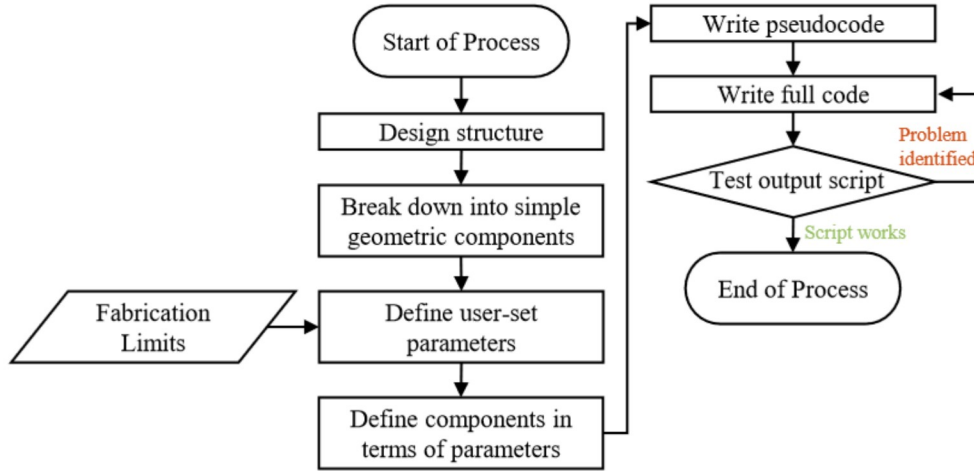 Start of Process
Design structure
Break down into simple
geometric components
Fabrication
Limits
Define user-set
parameters
Define components in
terms of parameters
Write pseudocode
Write full code
Problem
identified
Test output script
Script works
End of Process